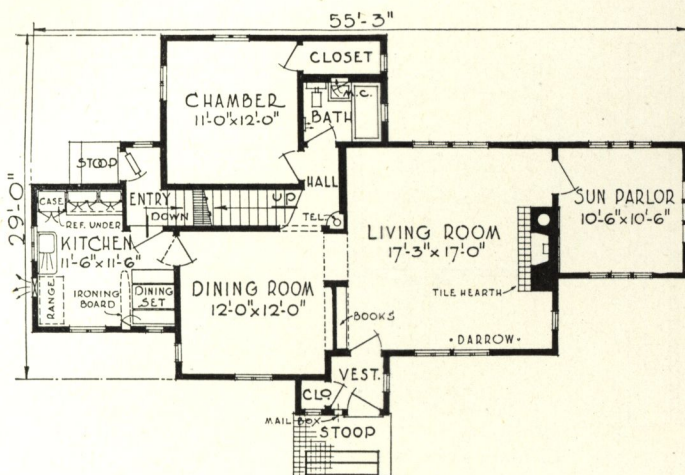 55'-3"
CLOSET
CHAMBER
11'-0"x12'-0"
M.C.
BATH
STOOP
HALL
29'-0"
CASE
ENTRY
UP
SUN PARLOR
10'-6"x10'-6"
REF. UNDER
DOWN
TEL.
KITCHEN
11'-6"x11'-6"
LIVING ROOM
17'-3"x17'-0"
RANGE
IRONING
BOARD
DINING
SET
DINING ROOM
12'-0"x12'-0"
TILE HEARTH
BOOKS
·DARROW·
VEST.
CLO.
MAIL BOX
STOOP